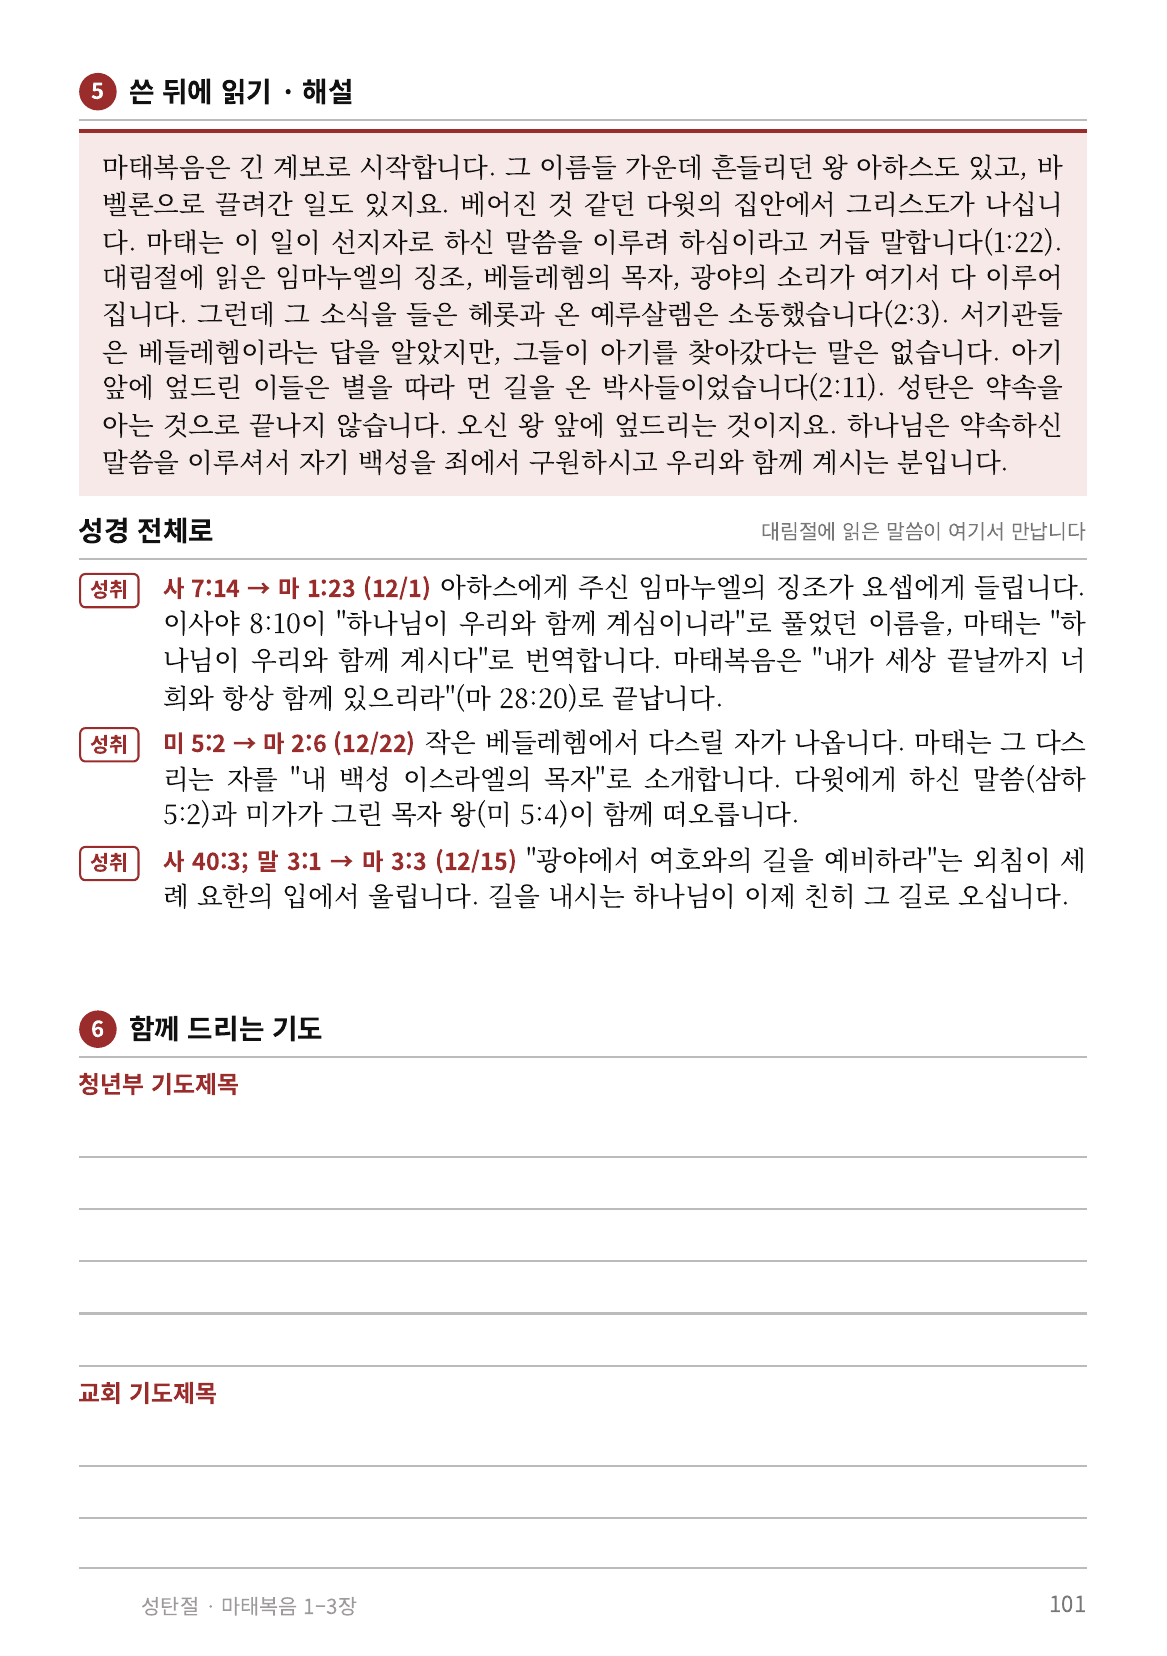 5 쓴 뒤에 읽기 · 해설
마태복음은 긴 계보로 시작합니다. 그 이름들 가운데 흔들리던 왕 아하스도 있고, 바
벨론으로 끌려간 일도 있지요. 베어진 것 같던 다윗의 집안에서 그리스도가 나십니
다. 마태는 이 일이 선지자로 하신 말씀을 이루려 하심이라고 거듭 말합니다(1:22).
대림절에 읽은 임마누엘의 징조, 베들레헴의 목자, 광야의 소리가 여기서 다 이루어
집니다. 그런데 그 소식을 들은 헤롯과 온 예루살렘은 소동했습니다(2:3). 서기관들
은 베들레헴이라는 답을 알았지만, 그들이 아기를 찾아갔다는 말은 없습니다. 아기
앞에 엎드린 이들은 별을 따라 먼 길을 온 박사들이었습니다(2:11). 성탄은 약속을
아는 것으로 끝나지 않습니다. 오신 왕 앞에 엎드리는 것이지요. 하나님은 약속하신
말씀을 이루셔서 자기 백성을 죄에서 구원하시고 우리와 함께 계시는 분입니다.
성경 전체로 대림절에 읽은 말씀이 여기서 만납니다
성취 사 7:14 → 마 1:23 (12/1) 아하스에게 주신 임마누엘의 징조가 요셉에게 들립니다.
이사야 8:10이 "하나님이 우리와 함께 계심이니라"로 풀었던 이름을, 마태는 "하
나님이 우리와 함께 계시다"로 번역합니다. 마태복음은 "내가 세상 끝날까지 너
희와 항상 함께 있으리라"(마 28:20)로 끝납니다.
성취 미 5:2 → 마 2:6 (12/22) 작은 베들레헴에서 다스릴 자가 나옵니다. 마태는 그 다스
리는 자를 "내 백성 이스라엘의 목자"로 소개합니다. 다윗에게 하신 말씀(삼하
5:2)과 미가가 그린 목자 왕(미 5:4)이 함께 떠오릅니다.
성취 사 40:3; 말 3:1 → 마 3:3 (12/15) "광야에서 여호와의 길을 예비하라"는 외침이 세
례 요한의 입에서 울립니다. 길을 내시는 하나님이 이제 친히 그 길로 오십니다.
6 함께 드리는 기도
청년부 기도제목
교회 기도제목
성탄절 · 마태복음 1–3장 101